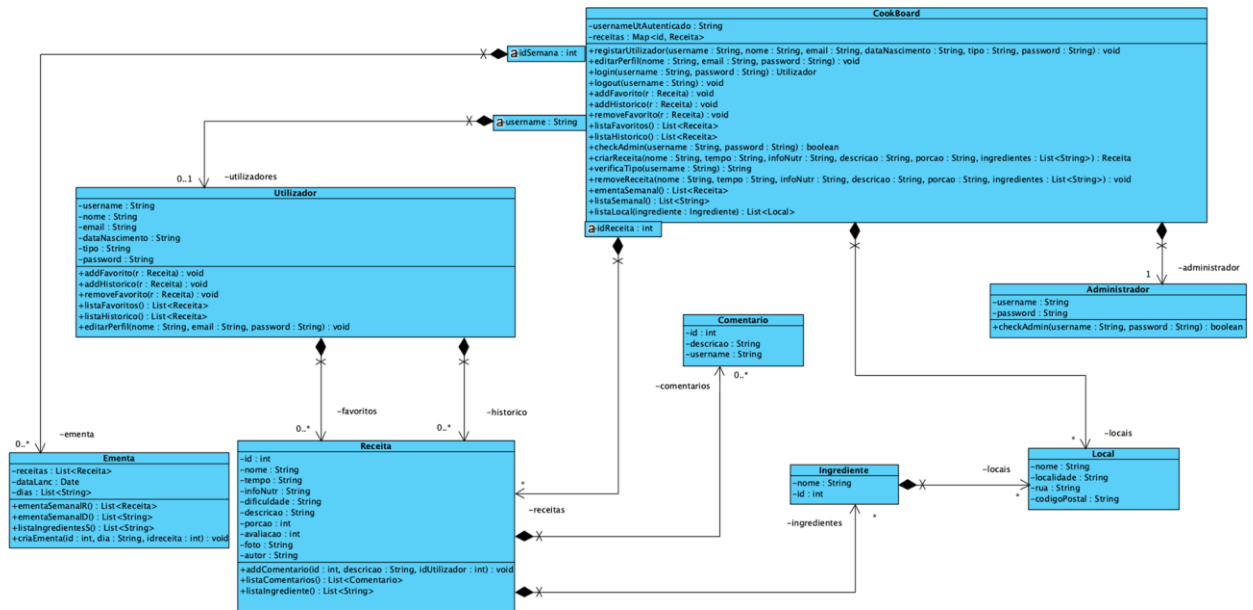 CookBoard
-usernameUtAutenticado : String
-receitas : Map<id, Receita>
+registarUtilizador(username : String, nome : String, email : String, dataNascimento : String, tipo : String, password : String) : void
+editarPerfil(nome : String, email : String, password : String) : void
+login(username : String, password : String) : Utilizador
+logout(username : String) : void
+addFavorito(r : Receita) : void
+addHistorico(r : Receita) : void
+removeFavorito(r : Receita) : void
+listaFavoritos() : List<Receita>
+listaHistorico() : List<Receita>
+checkAdmin(username : String, password : String) : boolean
+criarReceita(nome : String, tempo : String, infoNutr : String, descricao : String, porcao : String, ingredientes : List<String>) : Receita
+verificaTipo(username : String) : String
+removeReceita(nome : String, tempo : String, infoNutr : String, descricao : String, porcao : String, ingredientes : List<String>) : void
+ementaSemanal() : List<Receita>
+listaSemanal() : List<String>
+listaLocal(ingrediente : Ingrediente) : List<Local>
a-idSemana : int
a-username : String
a-idReceita : int
0..1
-utilizadores
Utilizador
-username : String
-nome : String
-email : String
-dataNascimento : String
-tipo : String
-password : String
+addFavorito(r : Receita) : void
+addHistorico(r : Receita) : void
+removeFavorito(r : Receita) : void
+listaFavoritos() : List<Receita>
+listaHistorico() : List<Receita>
+editarPerfil(nome : String, email : String, password : String) : void
1
-administrador
Administrador
-username : String
-password : String
+checkAdmin(username : String, password : String) : boolean
Comentario
-id : int
-descricao : String
-username : String
0..*
-comentarios
0..*
-favoritos
0..*
-historico
0..*
-ementa
Ementa
-receitas : List<Receita>
-dataLanc : Date
-dias : List<String>
+ementaSemanalR() : List<Receita>
+ementaSemanalD() : List<String>
+listaIngredientesS() : List<String>
+criaEmenta(id : int, dia : String, idreceita : int) : void
Receita
-id : int
-nome : String
-tempo : String
-infoNutr : String
-dificuldade : String
-descricao : String
-porcao : int
-avaliacao : int
-foto : String
-autor : String
+addComentario(id : int, descricao : String, idUtilizador : int) : void
+listaComentarios() : List<Comentario>
+listaIngrediente() : List<String>
*
-receitas
Ingrediente
-nome : String
-id : int
-ingredientes
*
-locais
*
*
-locais
Local
-nome : String
-localidade : String
-rua : String
-codigoPostal : String